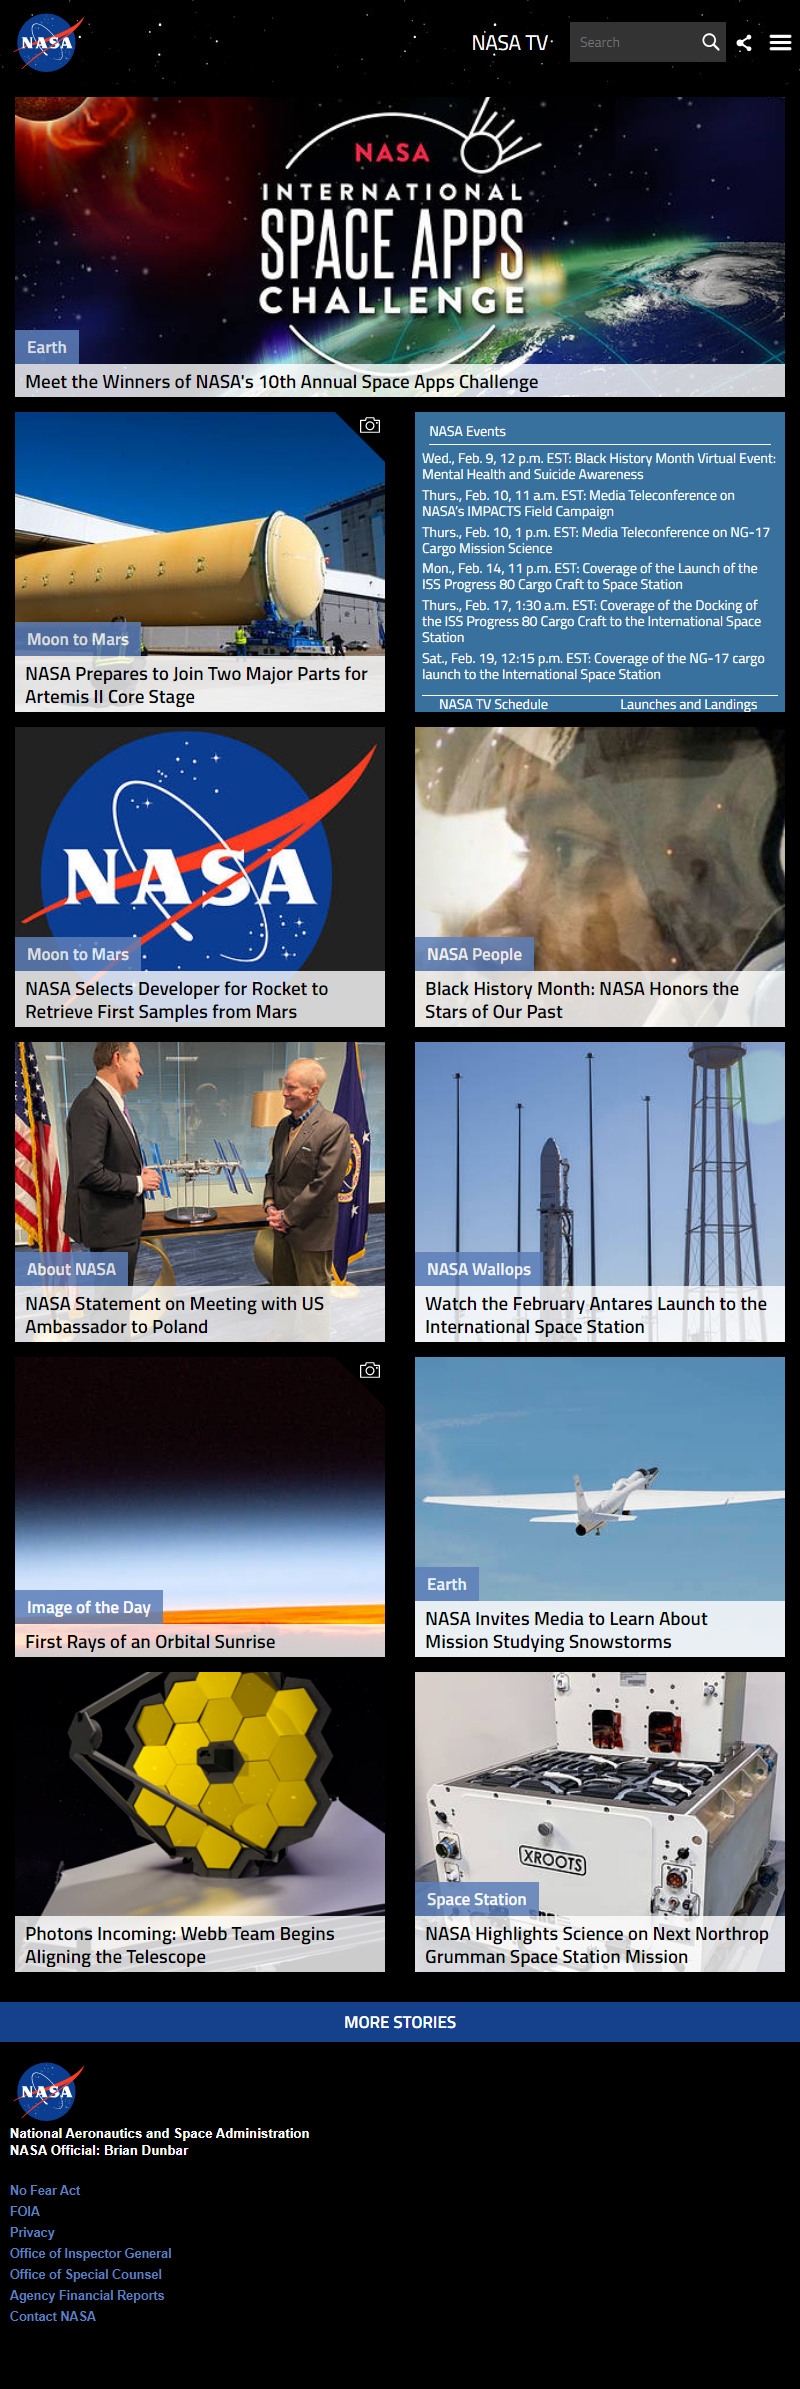 NASA
NASA TV
Search
NASA
INTERNATIONAL
SPACE APPS
CHALLENGE
Earth
Meet the Winners of NASA's 10th Annual Space Apps Challenge
Moon to Mars
NASA Prepares to Join Two Major Parts for
Artemis II Core Stage
NASA Events
Wed., Feb. 9, 12 p.m. EST: Black History Month Virtual Event:
Mental Health and Suicide Awareness
Thurs., Feb. 10, 11 a.m. EST: Media Teleconference on
NASA's IMPACTS Field Campaign
Thurs., Feb. 10, 1 p.m. EST: Media Teleconference on NG-17
Cargo Mission Science
Mon., Feb. 14, 11 p.m. EST: Coverage of the Launch of the
ISS Progress 80 Cargo Craft to Space Station
Thurs., Feb. 17, 1:30 a.m. EST: Coverage of the Docking of
the ISS Progress 80 Cargo Craft to the International Space
Station
Sat., Feb. 19, 12:15 p.m. EST: Coverage of the NG-17 cargo
launch to the International Space Station
NASA TV Schedule
Launches and Landings
NASA
Moon to Mars
NASA Selects Developer for Rocket to
Retrieve First Samples from Mars
NASA People
Black History Month: NASA Honors the
Stars of Our Past
About NASA
NASA Statement on Meeting with US
Ambassador to Poland
NASA Wallops
Watch the February Antares Launch to the
International Space Station
Image of the Day
First Rays of an Orbital Sunrise
Earth
NASA Invites Media to Learn About
Mission Studying Snowstorms
Photons Incoming: Webb Team Begins
Aligning the Telescope
XROOTS
Space Station
NASA Highlights Science on Next Northrop
Grumman Space Station Mission
MORE STORIES
NASA
National Aeronautics and Space Administration
NASA Official: Brian Dunbar
No Fear Act
FOIA
Privacy
Office of Inspector General
Office of Special Counsel
Agency Financial Reports
Contact NASA